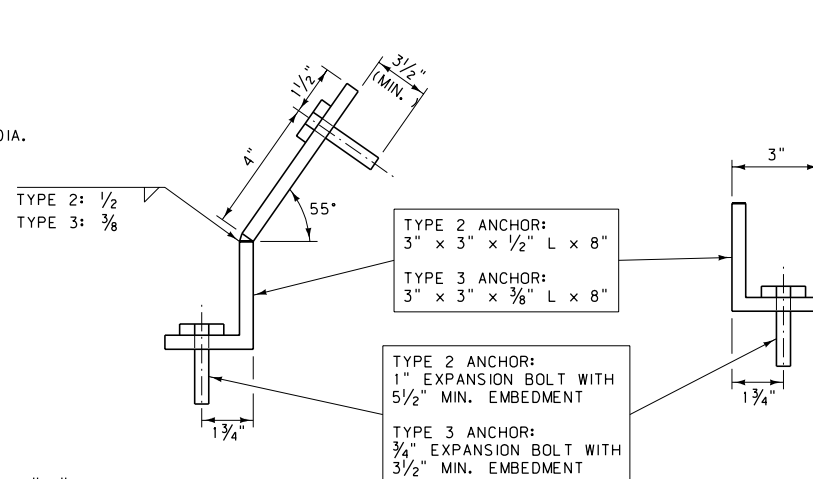 3½"
(MIN. )
1½"
DIA.
4"
3"
TYPE 2: ½
TYPE 3: ⅜
55°
TYPE 2 ANCHOR:
3" x 3" x ½" L x 8"
TYPE 3 ANCHOR:
3" x 3" x ⅜" L x 8"
TYPE 2 ANCHOR:
1" EXPANSION BOLT WITH
5½" MIN. EMBEDMENT
TYPE 3 ANCHOR:
¾" EXPANSION BOLT WITH
3½" MIN. EMBEDMENT
1¾"
1¾"